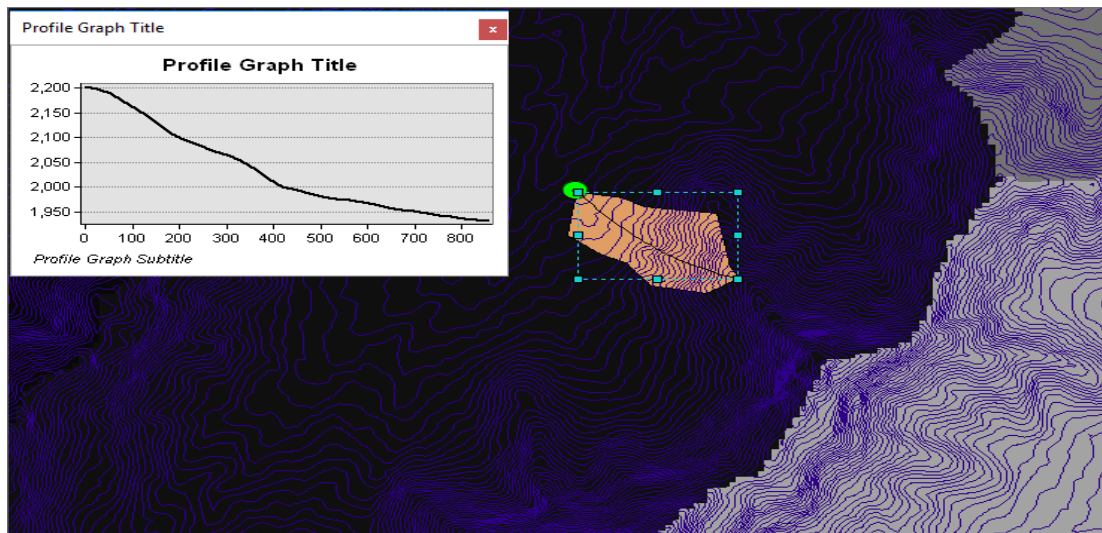 Profile Graph Title
x
Profile Graph Title
2,200
2,150
2,100
2,050
2,000
1,950
0 100 200 300 400 500 600 700 800
Profile Graph Subtitle